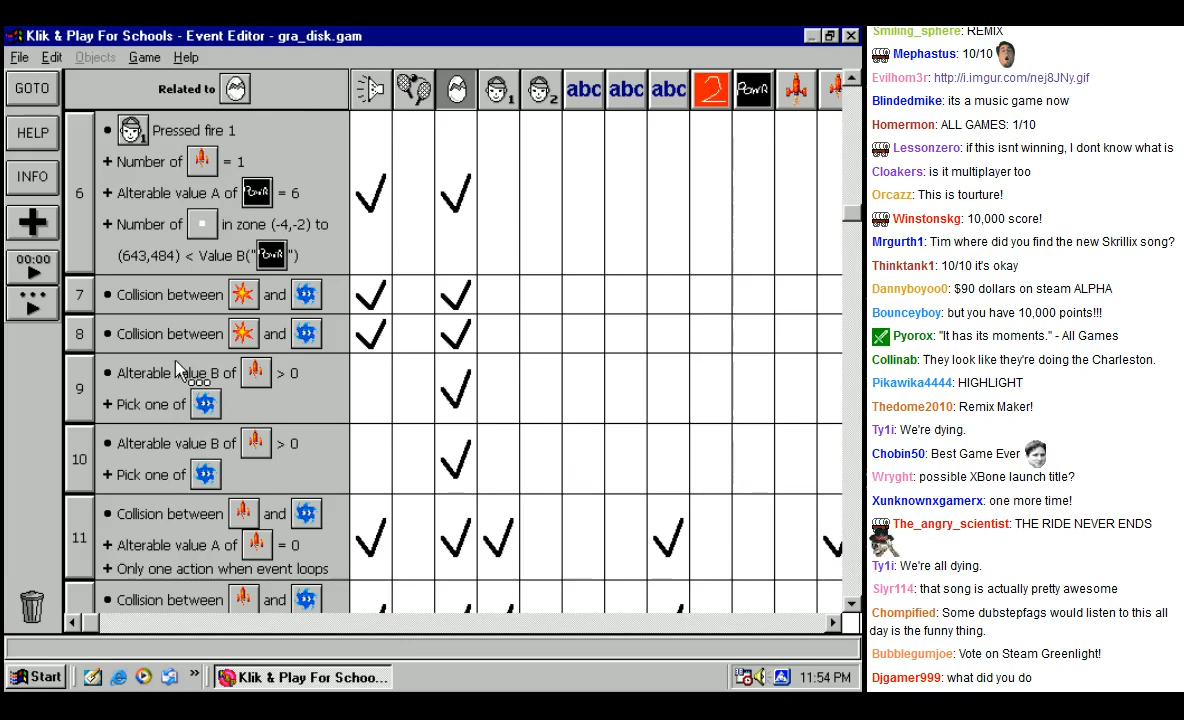 Klik & Play For Schools - Event Editor - gra_disk.gam
File Edit Objects Game Help
GOTO
HELP
INFO
00:00
Related to
1
2
abc abc abc
2
POWR
6
• Pressed fire 1
+ Number of = 1
+ Alterable value A of POWR = 6
+ Number of in zone (-4,-2) to
(643,484) < Value B("POWR")
7
• Collision between and
8
• Collision between and
9
• Alterable value B of > 0
+ Pick one of
10
• Alterable value B of > 0
+ Pick one of
11
• Collision between and
+ Alterable value A of = 0
+ Only one action when event loops
• Collision between and
Start
»
Klik & Play For Schoo...
11:54 PM
Smiling_sphere: REMIX
Mephastus: 10/10
Evilhom3r: http://i.imgur.com/nej8JNy.gif
Blindedmike: its a music game now
Homermon: ALL GAMES: 1/10
Lessonzero: if this isnt winning, I dont know what is
Cloakers: is it multiplayer too
Orcazz: This is tourture!
Winstonskg: 10,000 score!
Mrgurth1: Tim where did you find the new Skrillix song?
Thinktank1: 10/10 it's okay
Dannyboyoo0: $90 dollars on steam ALPHA
Bounceyboy: but you have 10,000 points!!!
Pyorox: "It has its moments." - All Games
Collinab: They look like they're doing the Charleston.
Pikawika4444: HIGHLIGHT
Thedome2010: Remix Maker!
Ty1i: We're dying.
Chobin50: Best Game Ever
Wryght: possible XBone launch title?
Xunknownxgamerx: one more time!
The_angry_scientist: THE RIDE NEVER ENDS
Ty1i: We're all dying.
Slyr114: that song is actually pretty awesome
Chompified: Some dubstepfags would listen to this all
day is the funny thing.
Bubblegumjoe: Vote on Steam Greenlight!
Djgamer999: what did you do